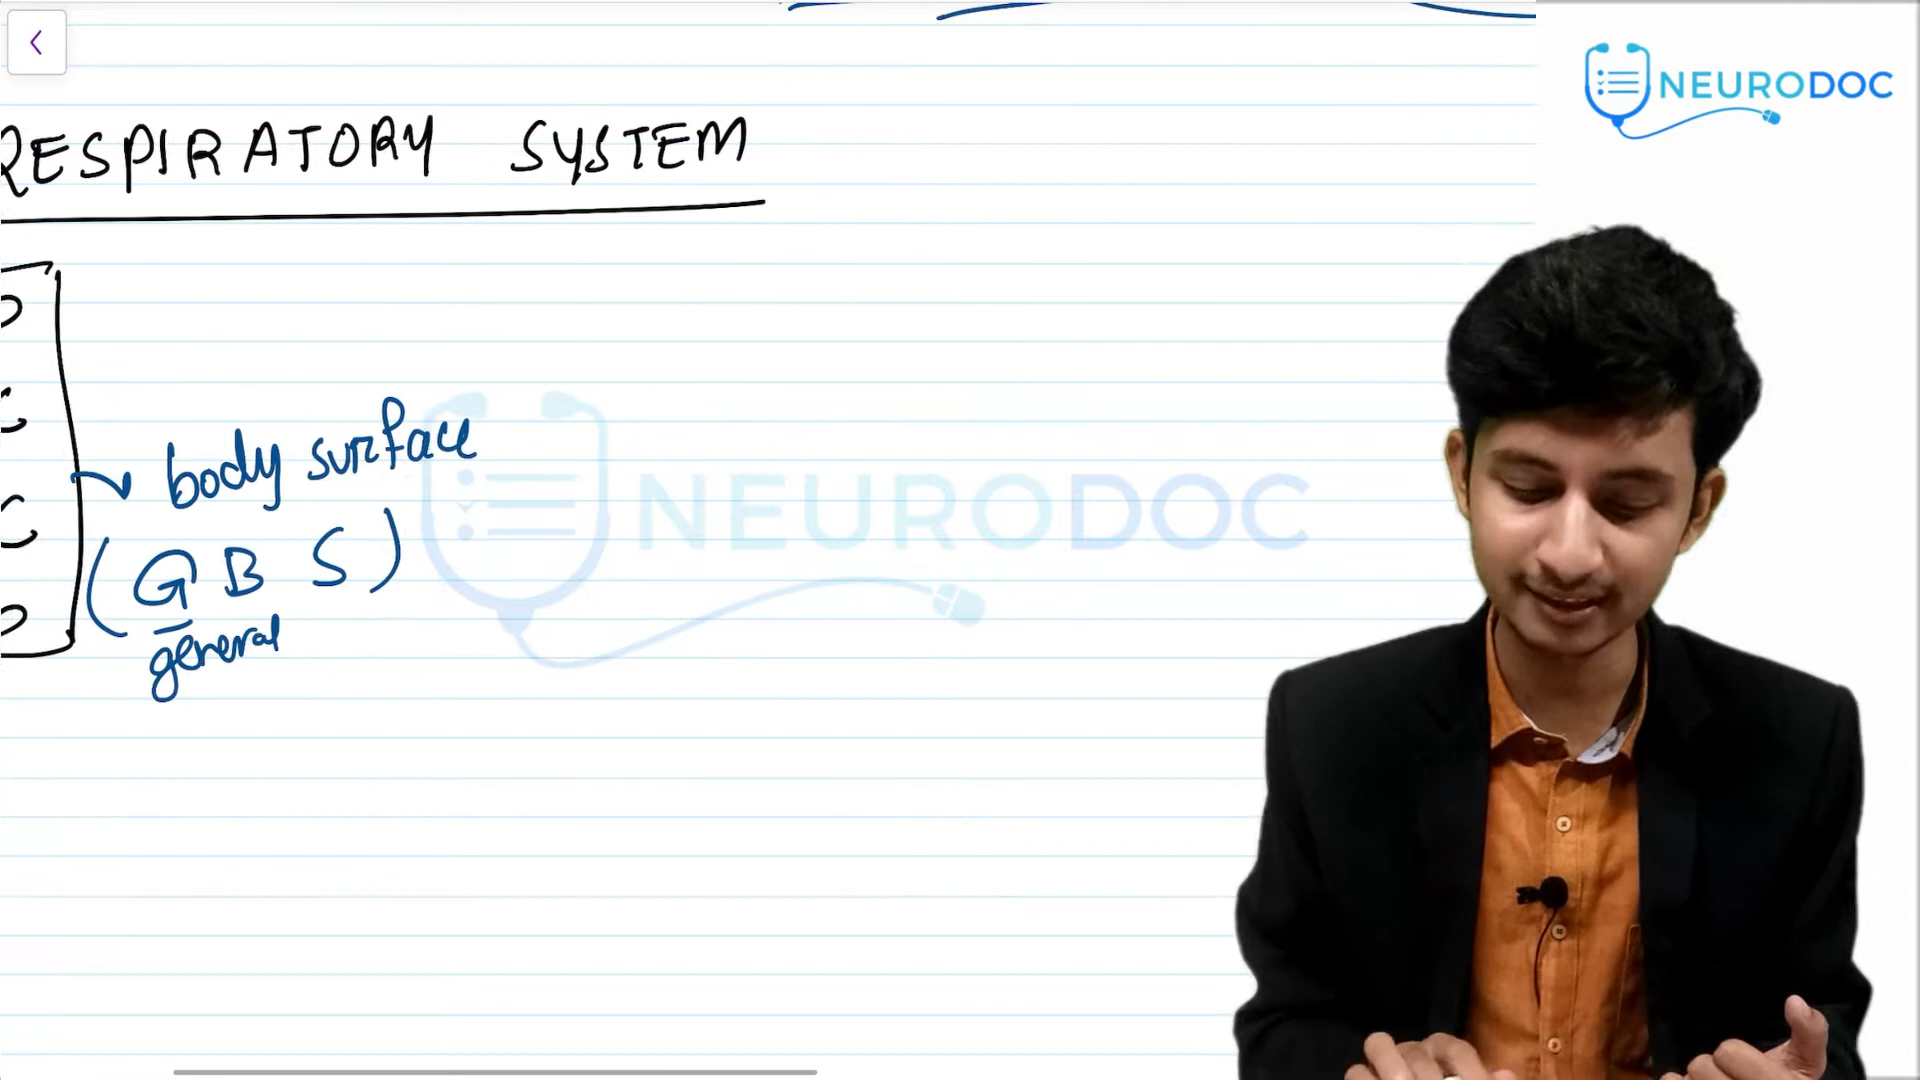 NEURODOC
RESPIRATORY SYSTEM
body surface
NEURODOC
(G B S)
general